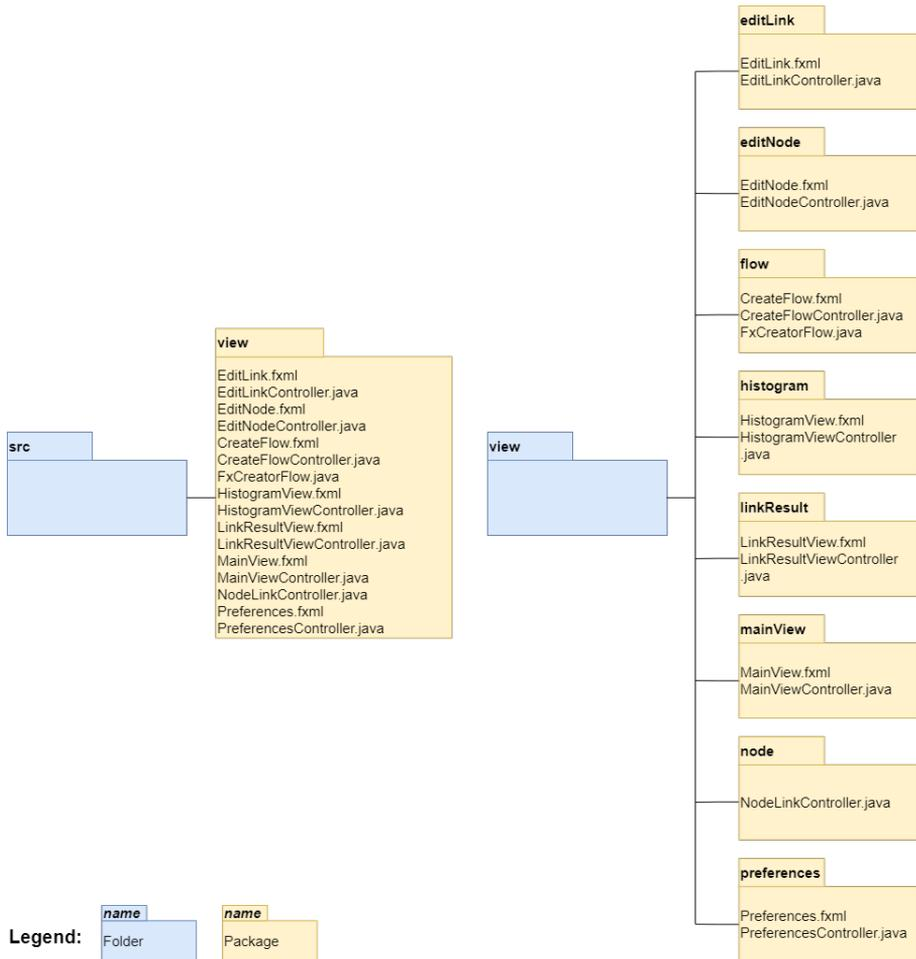 src
view
EditLink.fxml
EditLinkController.java
EditNode.fxml
EditNodeController.java
CreateFlow.fxml
CreateFlowController.java
FxCreatorFlow.java
HistogramView.fxml
HistogramViewController.java
LinkResultView.fxml
LinkResultViewController.java
MainView.fxml
MainViewController.java
NodeLinkController.java
Preferences.fxml
PreferencesController.java
view
editLink
EditLink.fxml
EditLinkController.java
editNode
EditNode.fxml
EditNodeController.java
flow
CreateFlow.fxml
CreateFlowController.java
FxCreatorFlow.java
histogram
HistogramView.fxml
HistogramViewController
.java
linkResult
LinkResultView.fxml
LinkResultViewController
.java
mainView
MainView.fxml
MainViewController.java
node
NodeLinkController.java
preferences
Preferences.fxml
PreferencesController.java
Legend:
name
Folder
name
Package